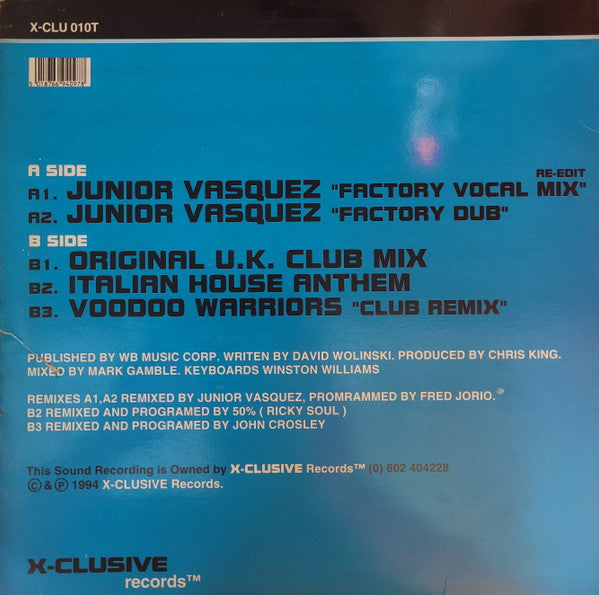 X-CLU 010T
5 018766 942978
A SIDE
RE-EDIT
A1. JUNIOR VASQUEZ "FACTORY VOCAL MIX"
A2. JUNIOR VASQUEZ "FACTORY DUB"
B SIDE
B1. ORIGINAL U.K. CLUB MIX
B2. ITALIAN HOUSE ANTHEM
B3. VOODOO WARRIORS "CLUB REMIX"
PUBLISHED BY WB MUSIC CORP. WRITEN BY DAVID WOLINSKI. PRODUCED BY CHRIS KING.
MIXED BY MARK GAMBLE. KEYBOARDS WINSTON WILLIAMS
REMIXES A1,A2 REMIXED BY JUNIOR VASQUEZ, PROMRAMMED BY FRED JORIO.
B2 REMIXED AND PROGRAMED BY 50% ( RICKY SOUL )
B3 REMIXED AND PROGRAMED BY JOHN CROSLEY
This Sound Recording is Owned by X-CLUSIVE Records™ (0) 602 404228
© & ℗ 1994 X-CLUSIVE Records.
X-CLUSIVE
records™